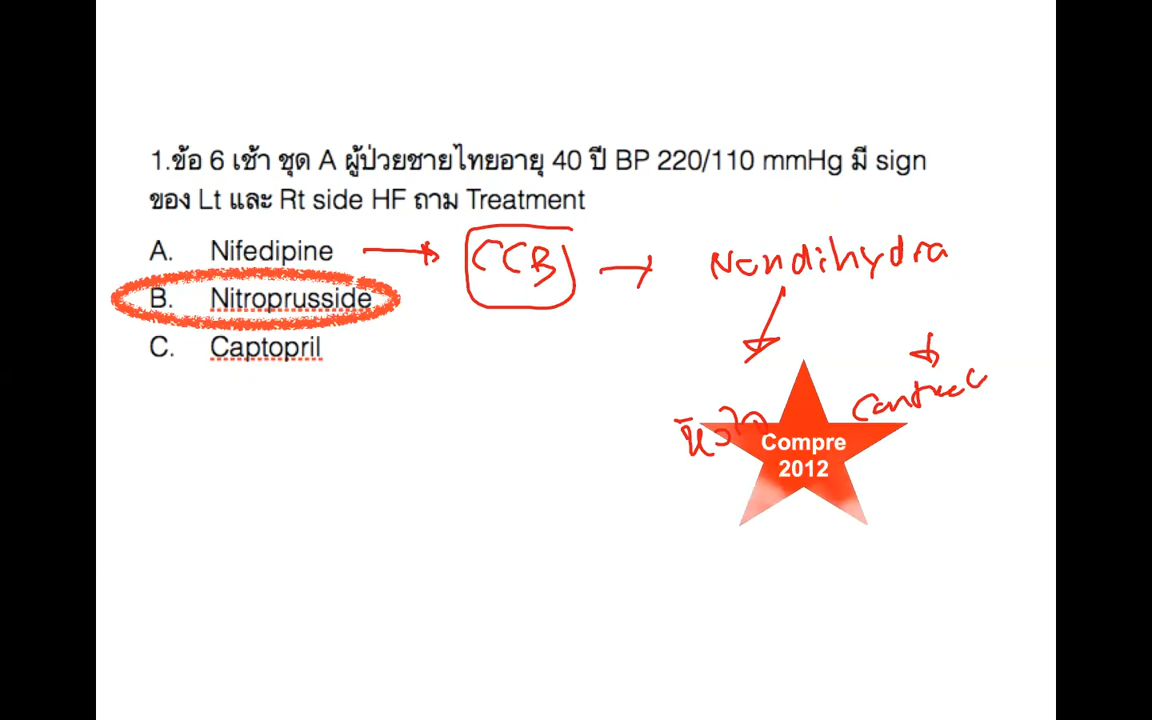 1.ข้อ 6 เช้า ชุด A ผู้ป่วยชายไทยอายุ 40 ปี BP 220/110 mmHg มี sign
ของ Lt และ Rt side HF ถาม Treatment
A. Nifedipine → CCB → Nondihydra
B. Nitroprusside
C. Captopril
Contrac
Compre
2012